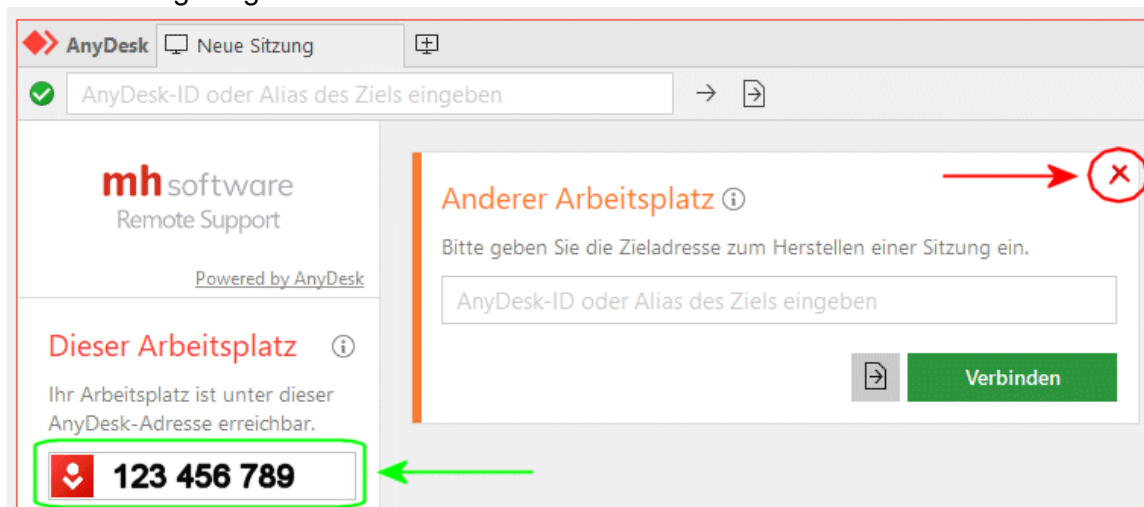 AnyDesk Neue Sitzung
AnyDesk-ID oder Alias des Ziels eingeben
mh software
Remote Support
Powered by AnyDesk
Dieser Arbeitsplatz
Ihr Arbeitsplatz ist unter dieser
AnyDesk-Adresse erreichbar.
123 456 789
Anderer Arbeitsplatz
Bitte geben Sie die Zieladresse zum Herstellen einer Sitzung ein.
AnyDesk-ID oder Alias des Ziels eingeben
Verbinden